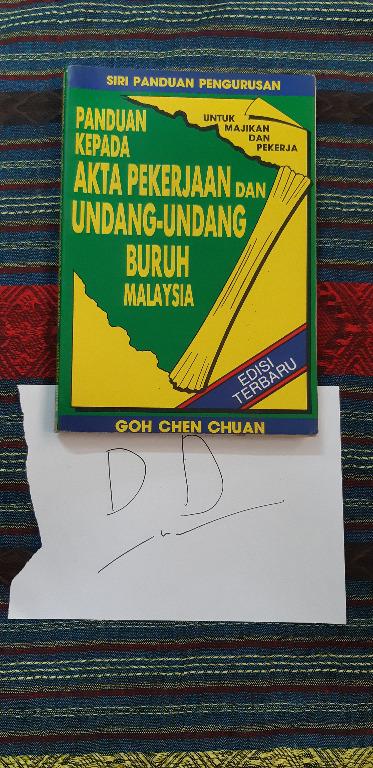 SIRI PANDUAN PENGURUSAN
UNTUK
MAJIKAN
DAN
PEKERJA
PANDUAN
KEPADA
AKTA PEKERJAAN DAN
UNDANG-UNDANG
BURUH
MALAYSIA
EDISI
TERBARU
GOH CHEN CHUAN
D D